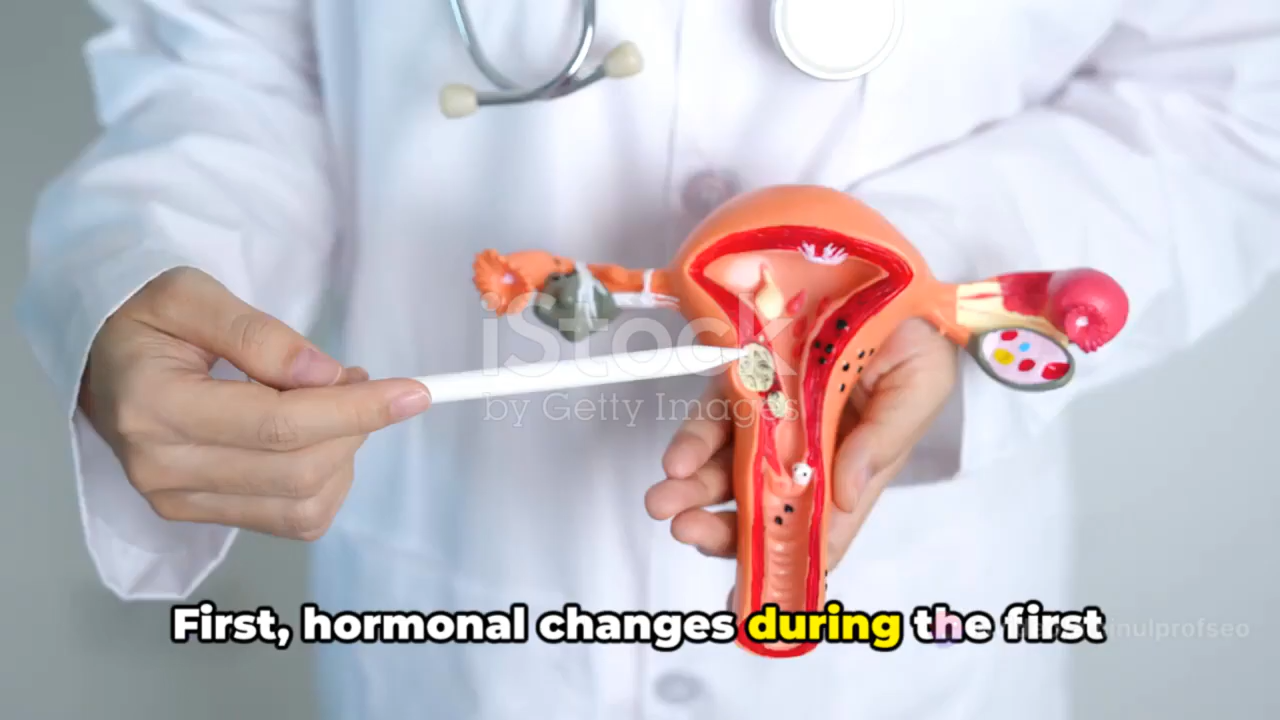 iStock
by Getty Images
First, hormonal changes during the first